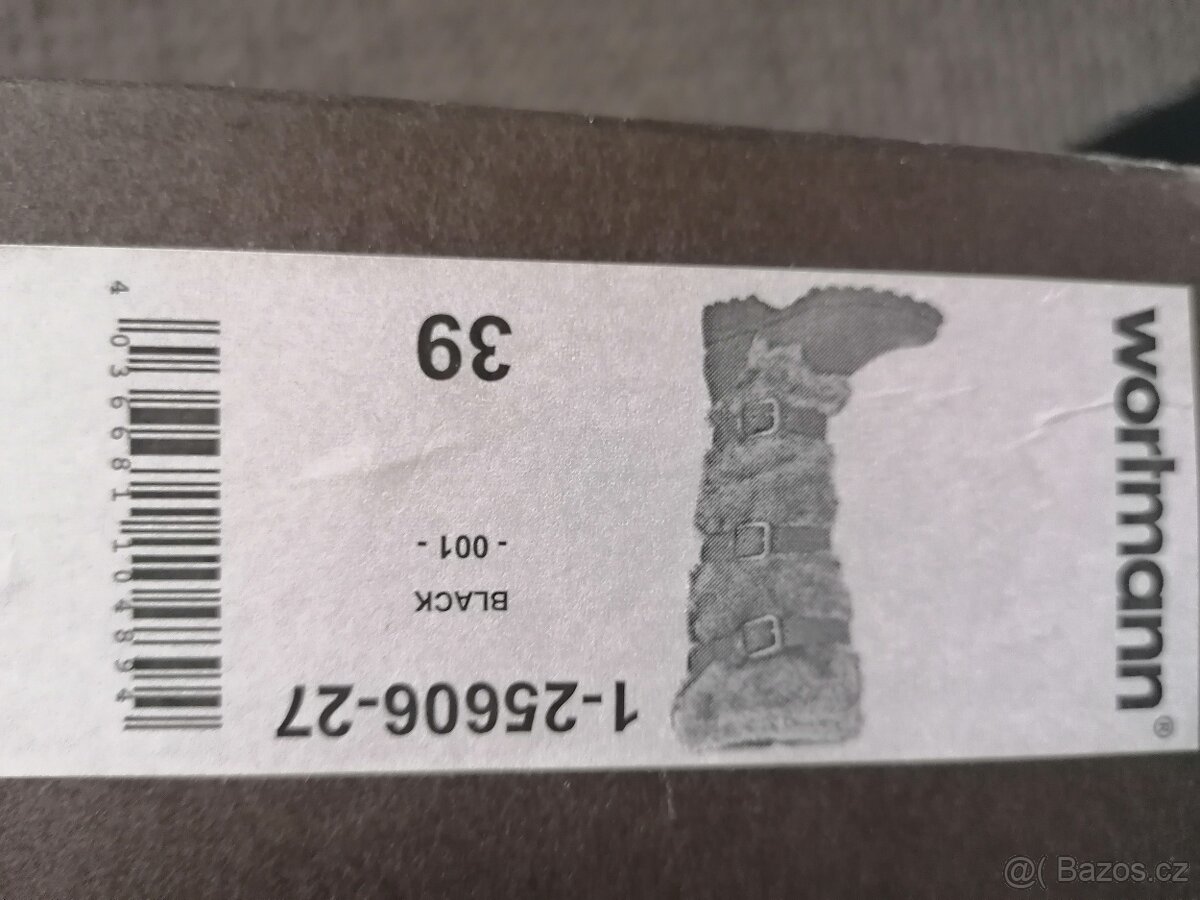 wortmann®
1-25606-27
BLACK
- 001 -
39
4 036681 104894
@( Bazos.cz